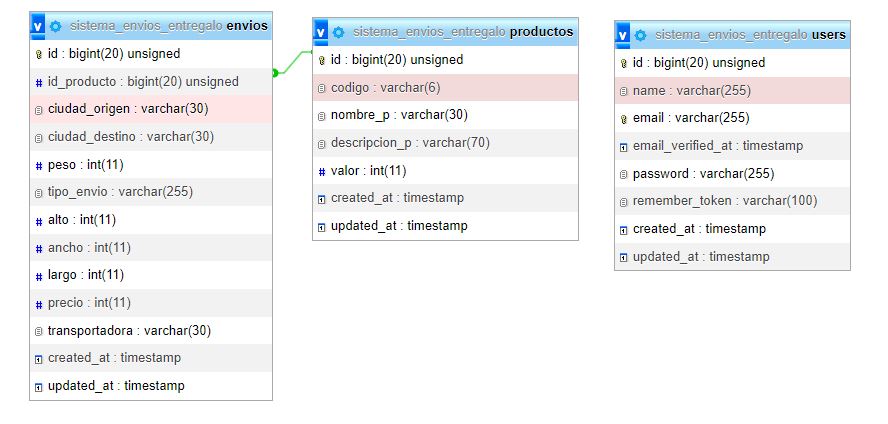 sistema_envios_entregalo envios
id : bigint(20) unsigned
id_producto : bigint(20) unsigned
ciudad_origen : varchar(30)
ciudad_destino : varchar(30)
peso : int(11)
tipo_envio : varchar(255)
alto : int(11)
ancho : int(11)
largo : int(11)
precio : int(11)
transportadora : varchar(30)
created_at : timestamp
updated_at : timestamp
sistema_envios_entregalo productos
id : bigint(20) unsigned
codigo : varchar(6)
nombre_p : varchar(30)
descripcion_p : varchar(70)
valor : int(11)
created_at : timestamp
updated_at : timestamp
sistema_envios_entregalo users
id : bigint(20) unsigned
name : varchar(255)
email : varchar(255)
email_verified_at : timestamp
password : varchar(255)
remember_token : varchar(100)
created_at : timestamp
updated_at : timestamp